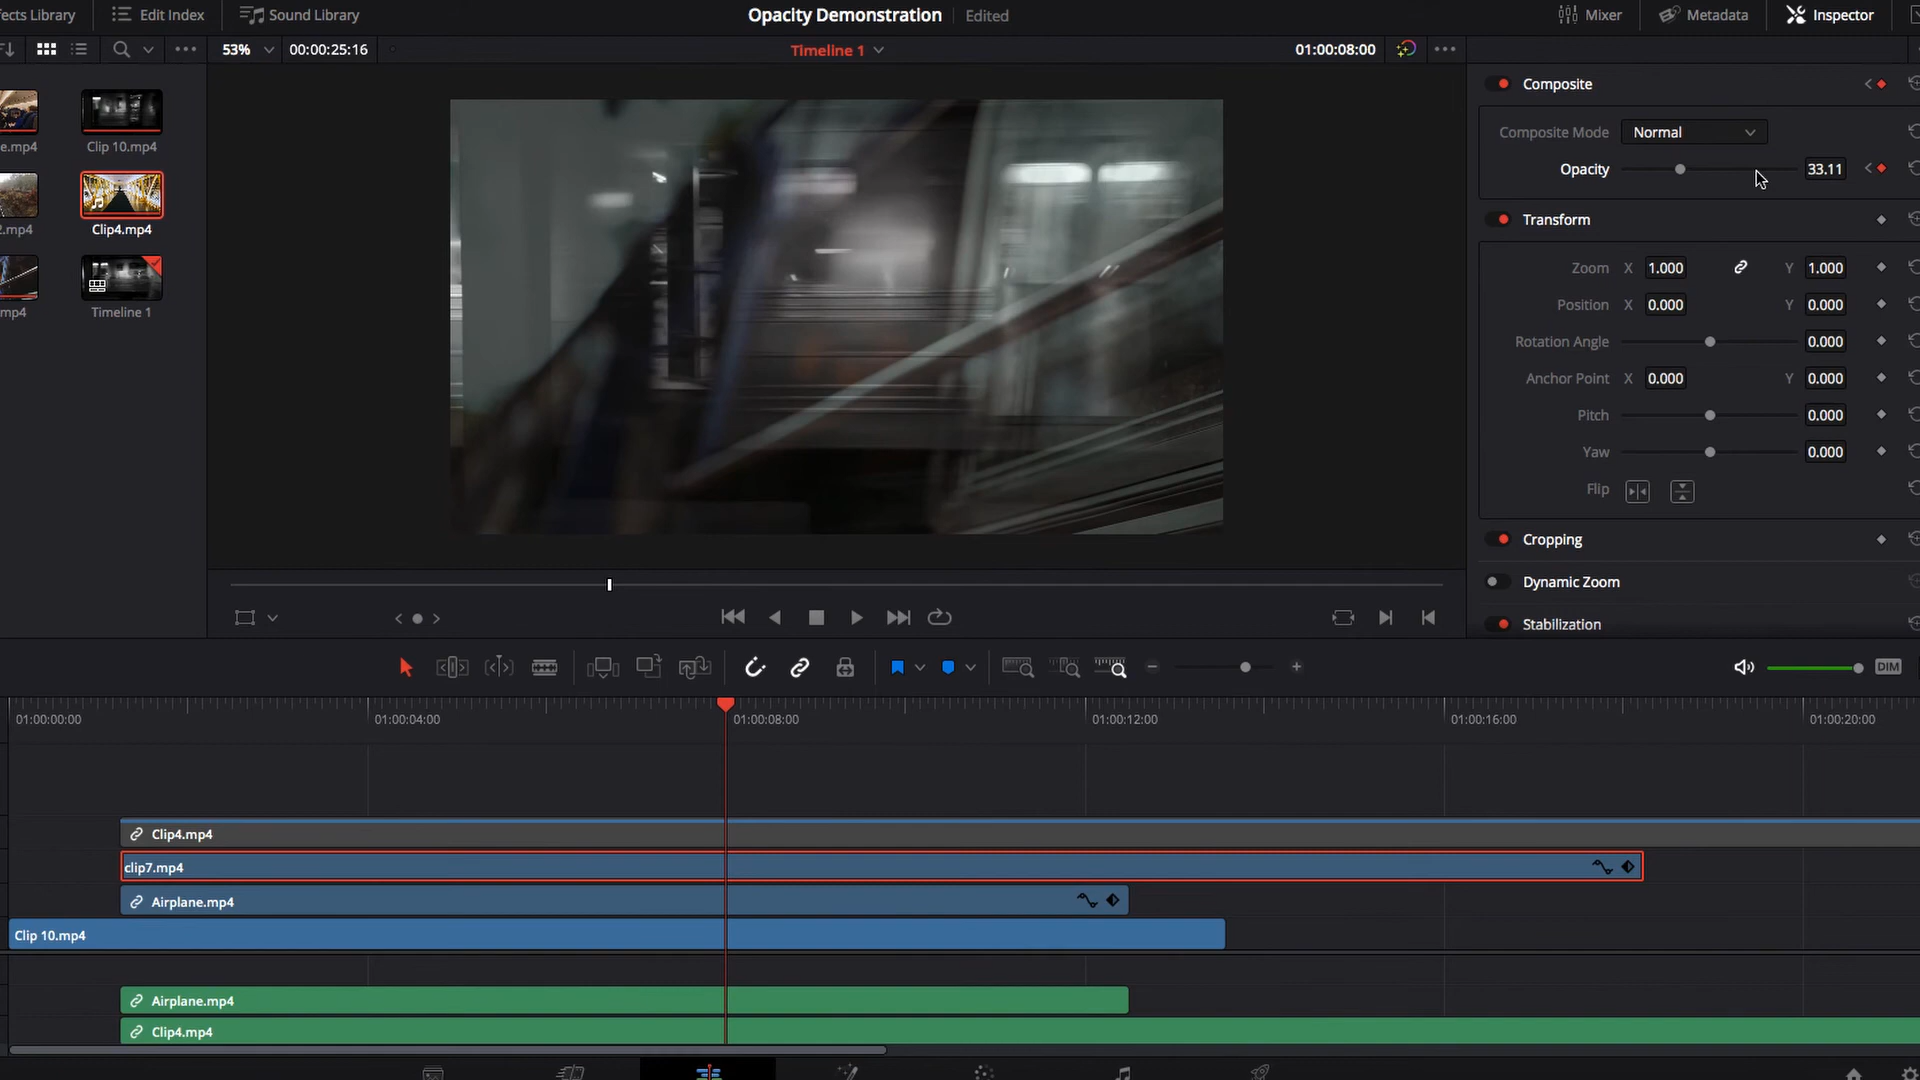 ects Library
Edit Index
Sound Library
Opacity Demonstration
Edited
Mixer
Metadata
Inspector
53%
00:00:25:16
Timeline 1
01:00:08:00
e.mp4
Clip 10.mp4
2.mp4
Clip4.mp4
mp4
Timeline 1
Composite
Composite Mode
Normal
Opacity
33.11
Transform
Zoom X 1.000 Y 1.000
Position X 0.000 Y 0.000
Rotation Angle 0.000
Anchor Point X 0.000 Y 0.000
Pitch 0.000
Yaw 0.000
Flip
Cropping
Dynamic Zoom
Stabilization
DIM
01:00:00:00
01:00:04:00
01:00:08:00
01:00:12:00
01:00:16:00
01:00:20:00
Clip4.mp4
clip7.mp4
Airplane.mp4
Clip 10.mp4
Airplane.mp4
Clip4.mp4